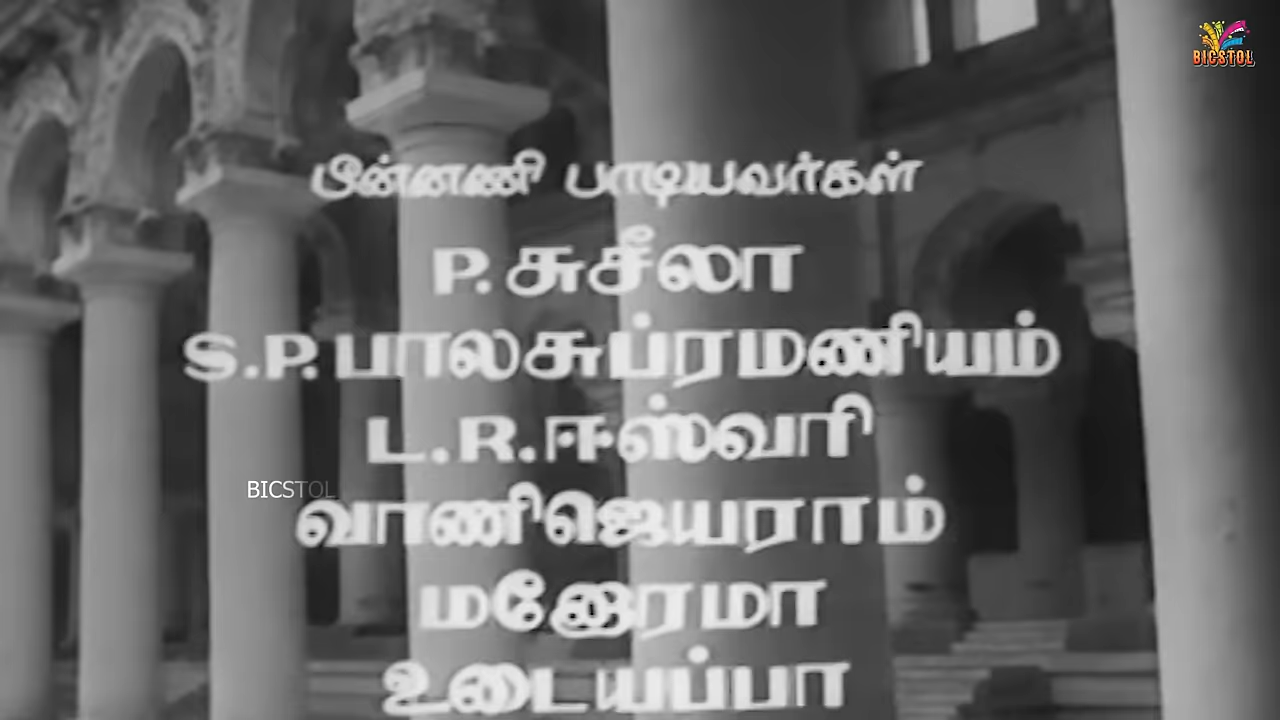 BICSTOL
பின்னணி பாடியவர்கள்
P. சுசீலா
S.P. பாலசுப்ரமணியம்
L.R. ஈஸ்வரி
BICSTOL
வாணிஜெயராம்
மனோரமா
உடையப்பா